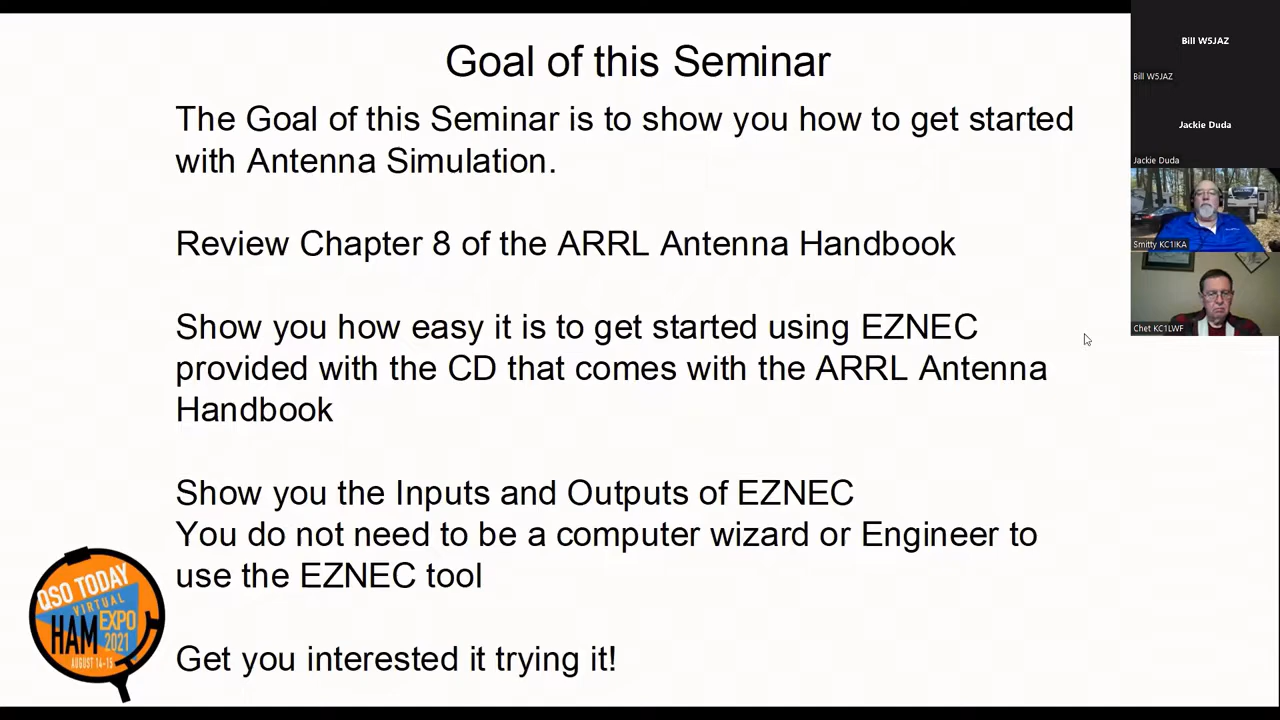 Goal of this Seminar
The Goal of this Seminar is to show you how to get started
with Antenna Simulation.
Review Chapter 8 of the ARRL Antenna Handbook
Show you how easy it is to get started using EZNEC
provided with the CD that comes with the ARRL Antenna
Handbook
Show you the Inputs and Outputs of EZNEC
You do not need to be a computer wizard or Engineer to
use the EZNEC tool
Get you interested it trying it!
QSO TODAY
VIRTUAL
HAM EXPO
2021
AUGUST 14-15
Bill W5JAZ
Bill W5JAZ
Jackie Duda
Jackie Duda
Smitty KC1IKA
Chet KC1LWF